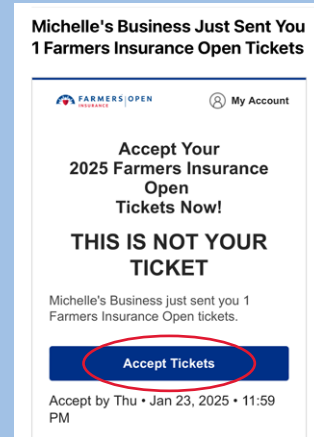 Michelle's Business Just Sent You
1 Farmers Insurance Open Tickets
FARMERS OPEN
INSURANCE
My Account
Accept Your
2025 Farmers Insurance
Open
Tickets Now!
THIS IS NOT YOUR
TICKET
Michelle's Business just sent you 1
Farmers Insurance Open tickets.
Accept Tickets
Accept by Thu • Jan 23, 2025 • 11:59
PM